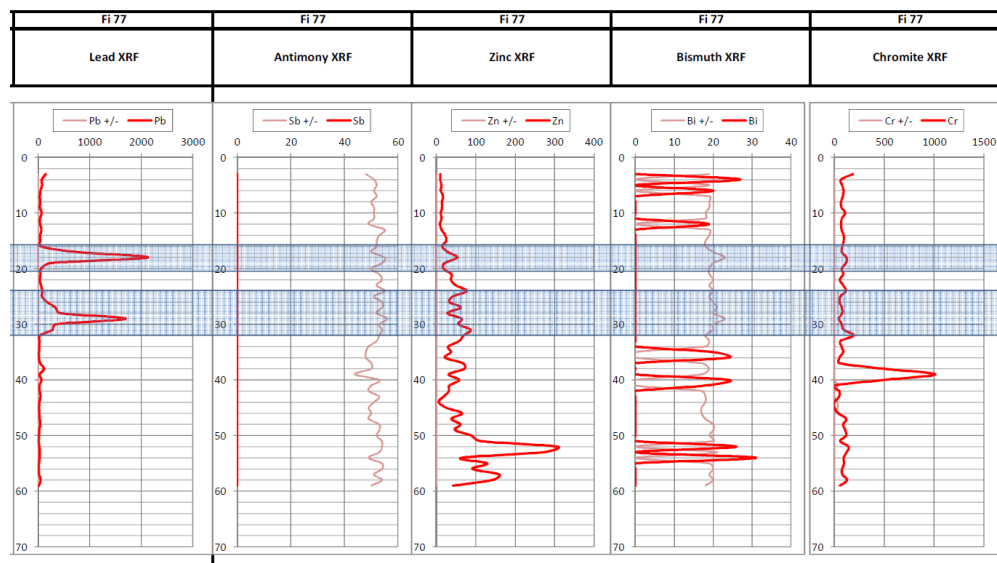 Fi 77 Fi 77 Fi 77 Fi 77 Fi 77
Lead XRF Antimony XRF Zinc XRF Bismuth XRF Chromite XRF
Pb +/- Pb Sb +/- Sb Zn +/- Zn Bi +/- Bi Cr +/- Cr
0 1000 2000 3000 0 20 40 60 0 100 200 300 400 0 10 20 30 40 0 500 1000 1500
0 0 0 0 0
10 10 10 10 10
20 20 20 20 20
30 30 30 30 30
40 40 40 40 40
50 50 50 50 50
60 60 60 60 60
70 70 70 70 70